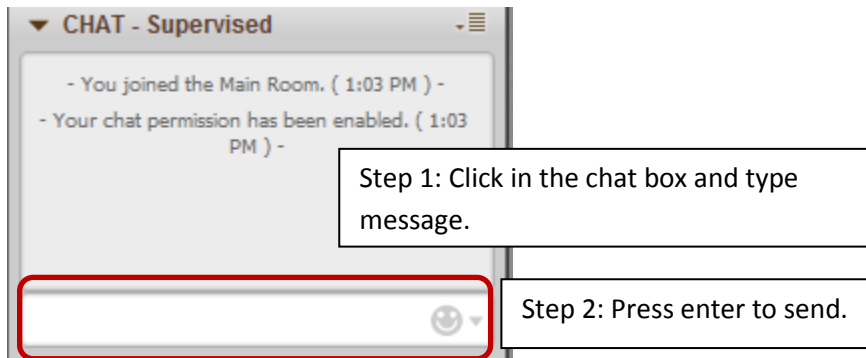 CHAT - Supervised
- You joined the Main Room. ( 1:03 PM ) -
- Your chat permission has been enabled. ( 1:03
PM ) -
Step 1: Click in the chat box and type
message.
Step 2: Press enter to send.